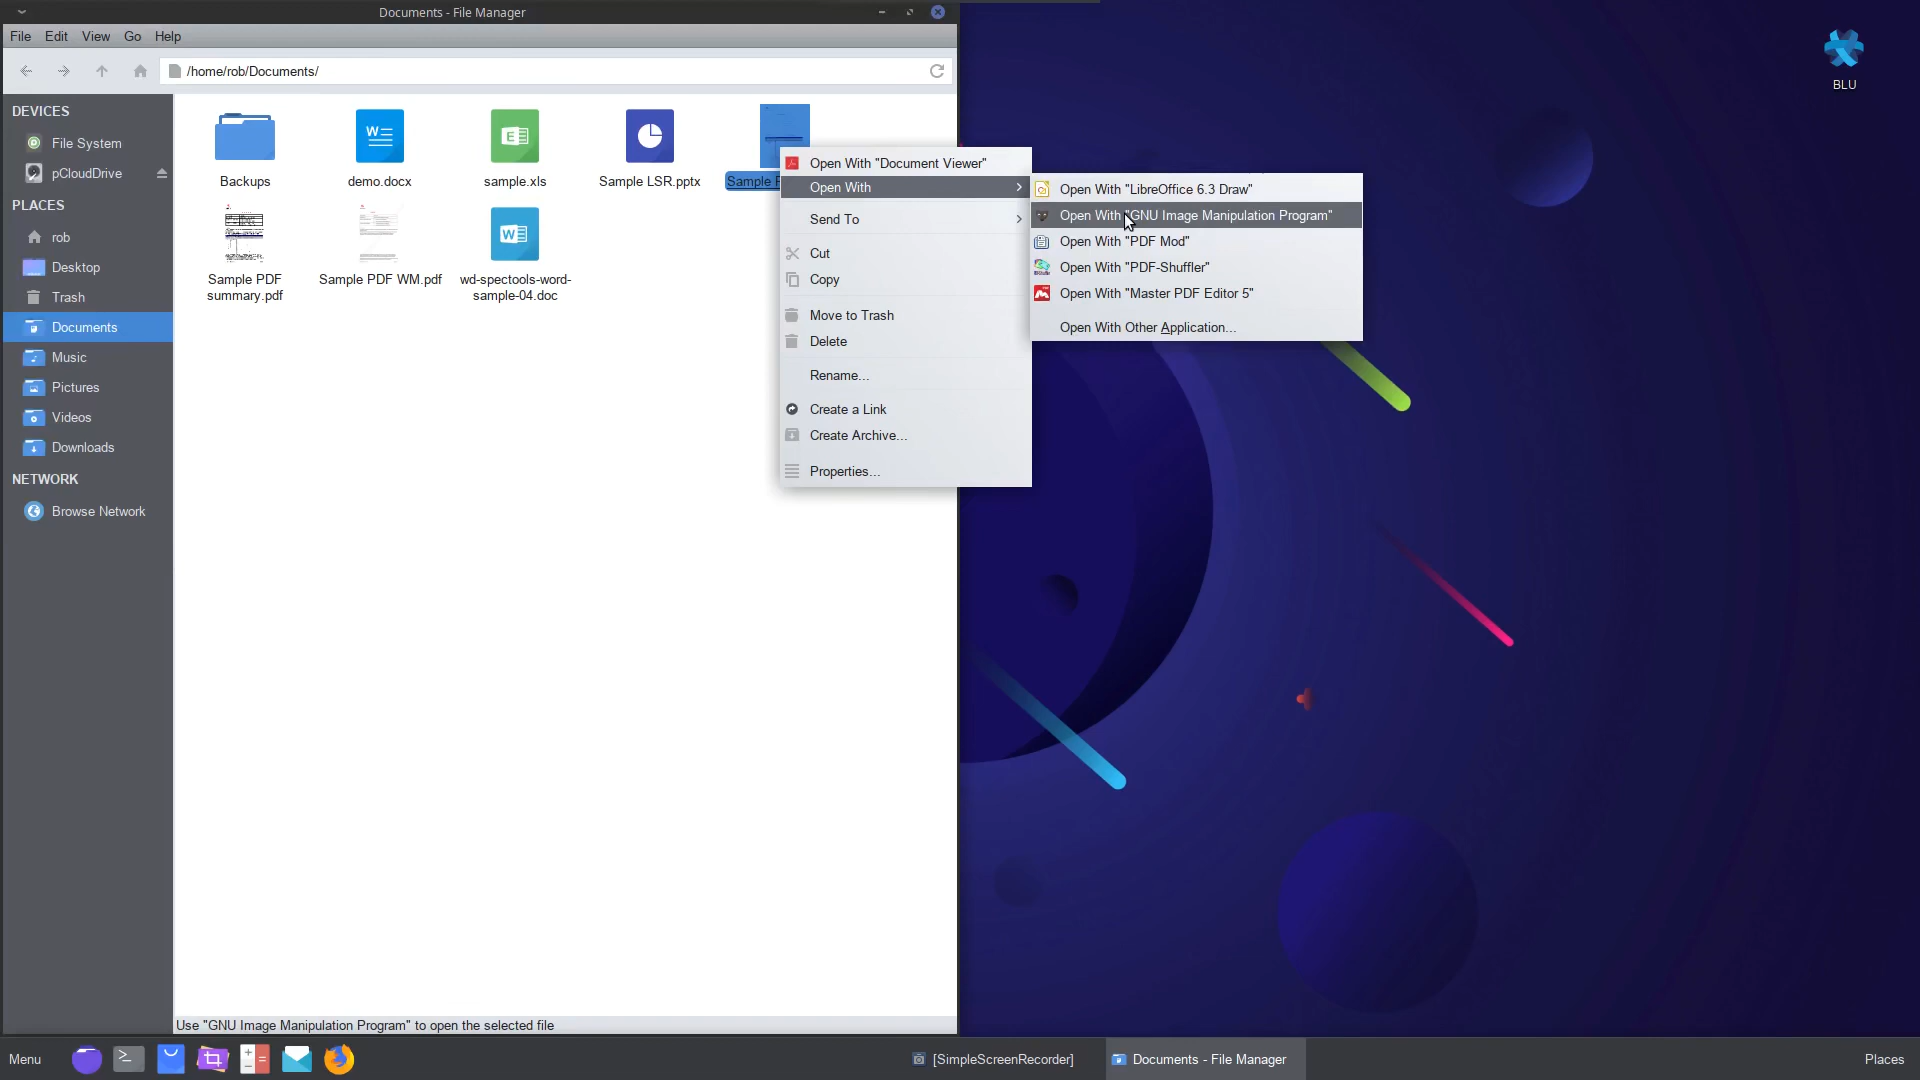 Documents - File Manager
File Edit View Go Help
/home/rob/Documents/
BLU
DEVICES
File System
pCloudDrive
PLACES
rob
Desktop
Trash
Documents
Music
Pictures
Videos
Downloads
NETWORK
Browse Network
Backups
demo.docx
sample.xls
Sample LSR.pptx
Sample
Sample PDF
summary.pdf
Sample PDF WM.pdf
wd-spectools-word-
sample-04.doc
Open With "Document Viewer"
Open With
Send To
Cut
Copy
Move to Trash
Delete
Rename...
Create a Link
Create Archive...
Properties...
Open With "LibreOffice 6.3 Draw"
Open With "GNU Image Manipulation Program"
Open With "PDF Mod"
Open With "PDF-Shuffler"
Open With "Master PDF Editor 5"
Open With Other Application...
Use "GNU Image Manipulation Program" to open the selected file
Menu
[SimpleScreenRecorder]
Documents - File Manager
Places